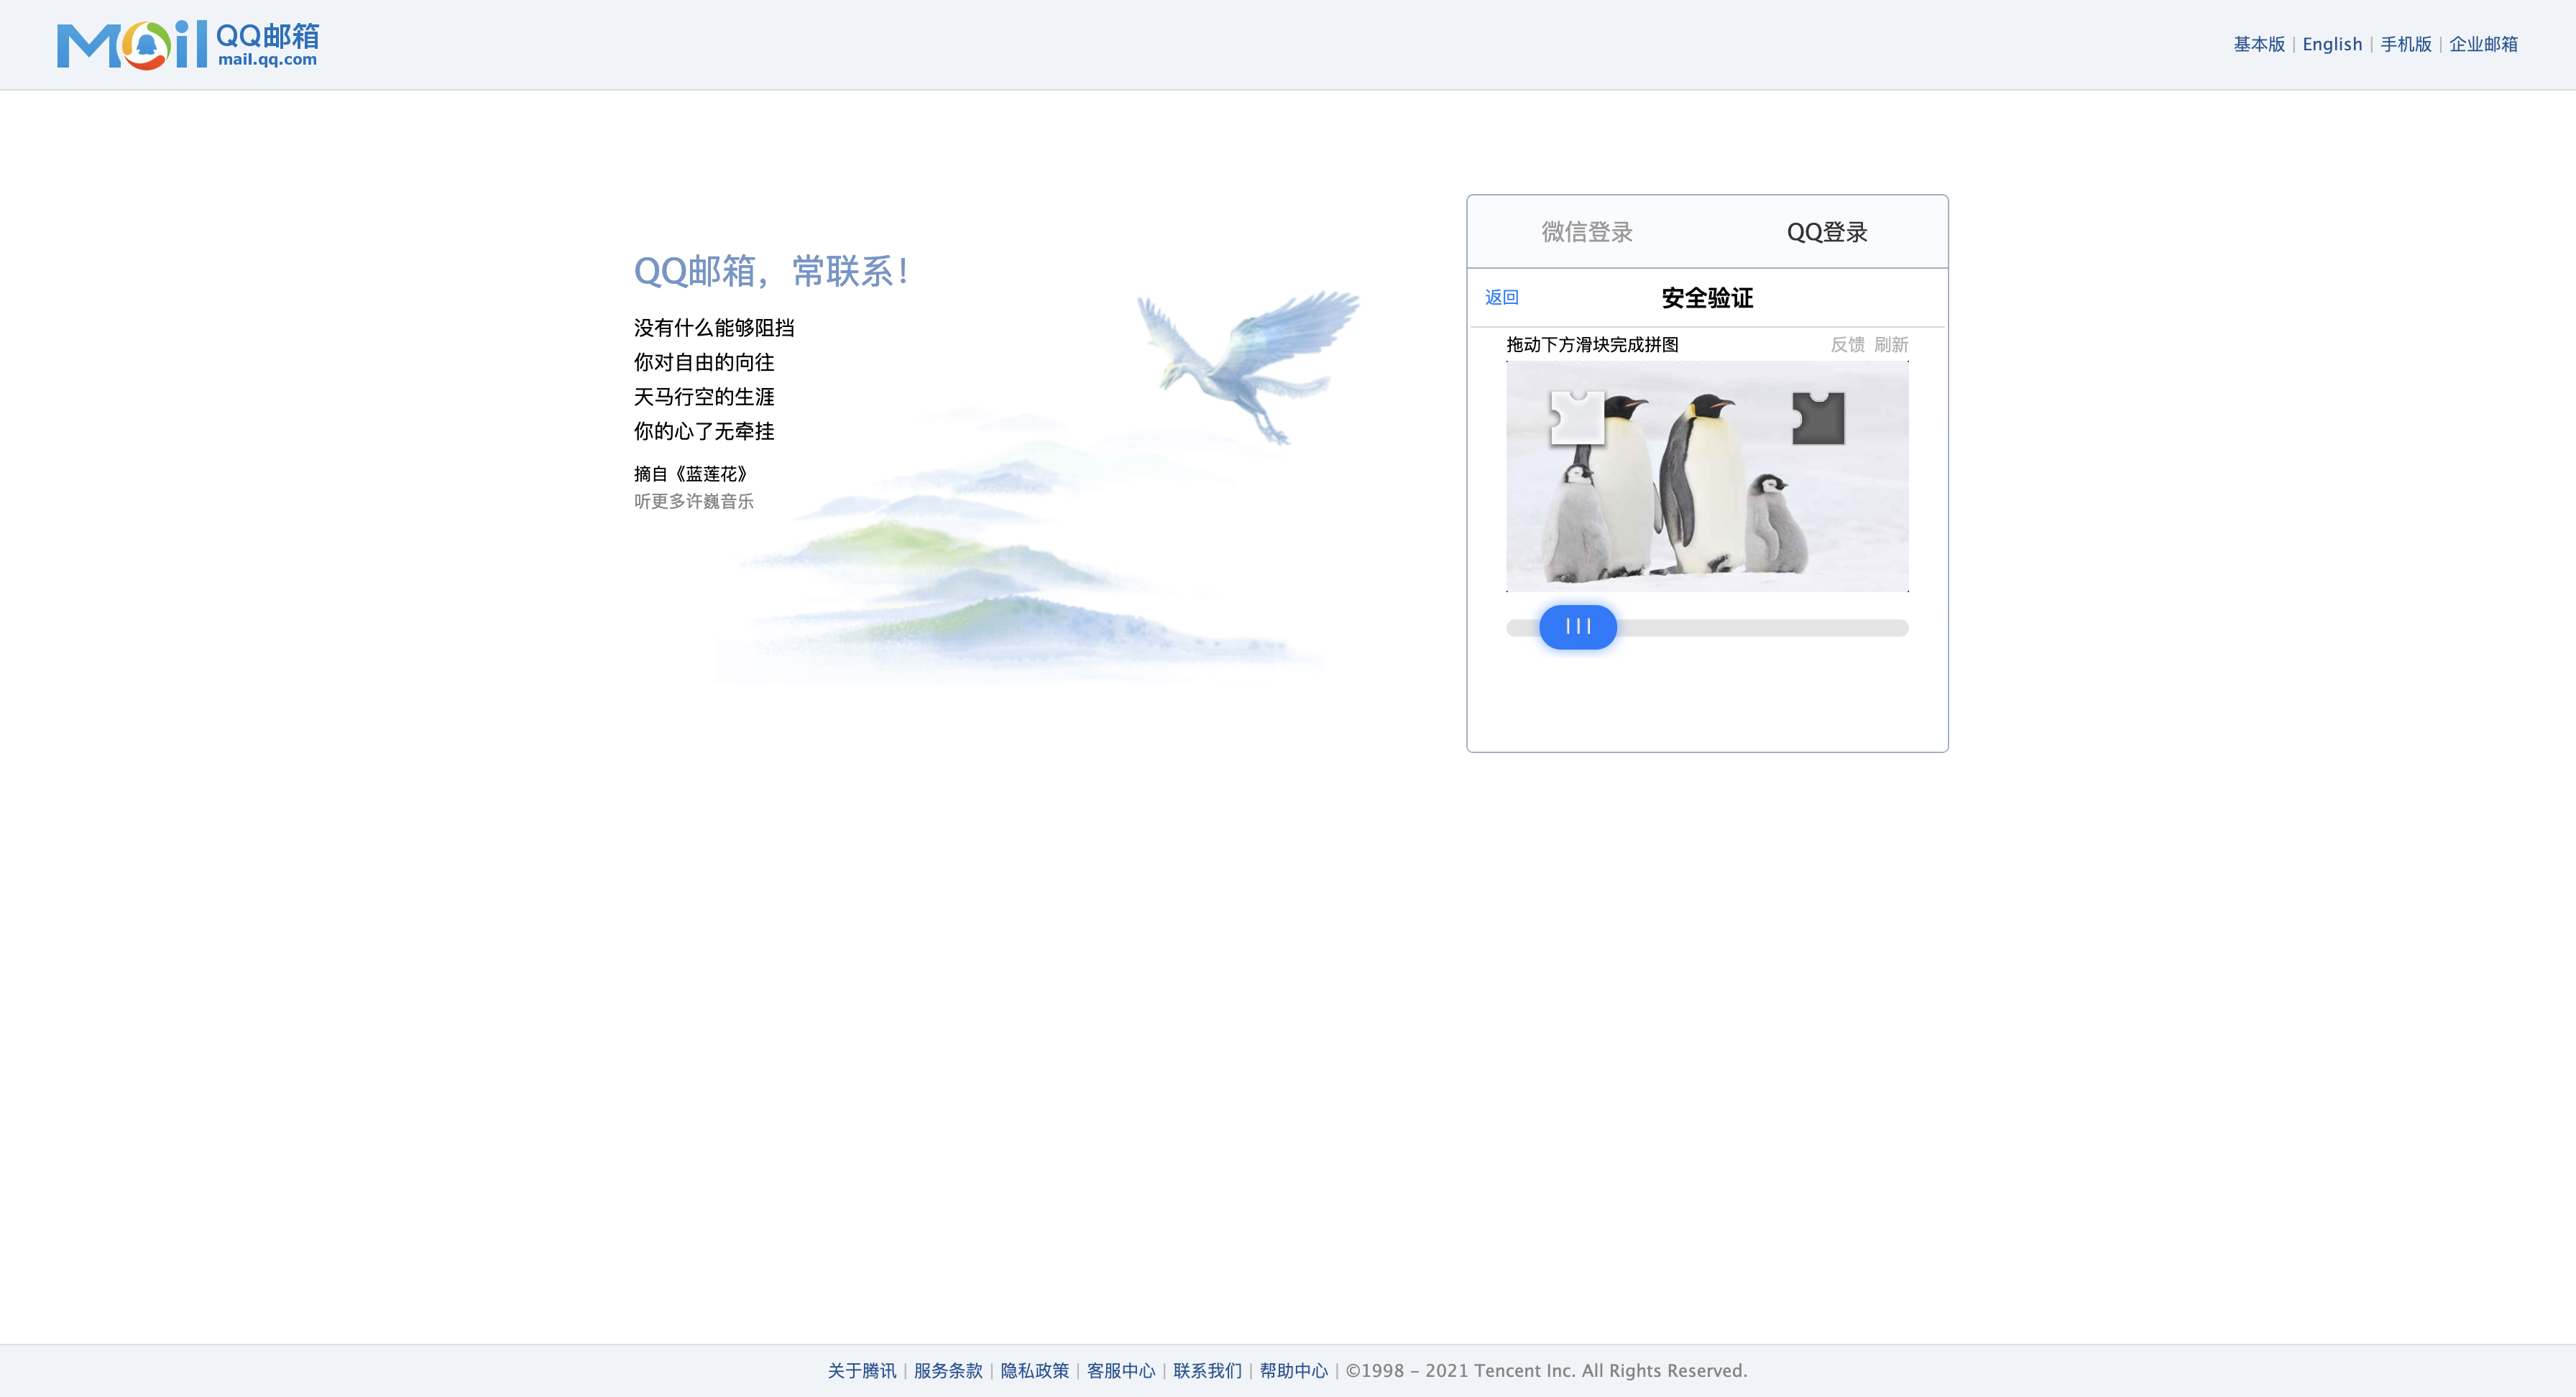 Mail QQ邮箱
mail.qq.com
基本版 | English | 手机版 | 企业邮箱
QQ邮箱，常联系！
没有什么能够阻挡
你对自由的向往
天马行空的生涯
你的心了无牵挂
摘自《蓝莲花》
听更多许巍音乐
微信登录 QQ登录
返回 安全验证
拖动下方滑块完成拼图 反馈 刷新
关于腾讯 | 服务条款 | 隐私政策 | 客服中心 | 联系我们 | 帮助中心 | ©1998 - 2021 Tencent Inc. All Rights Reserved.